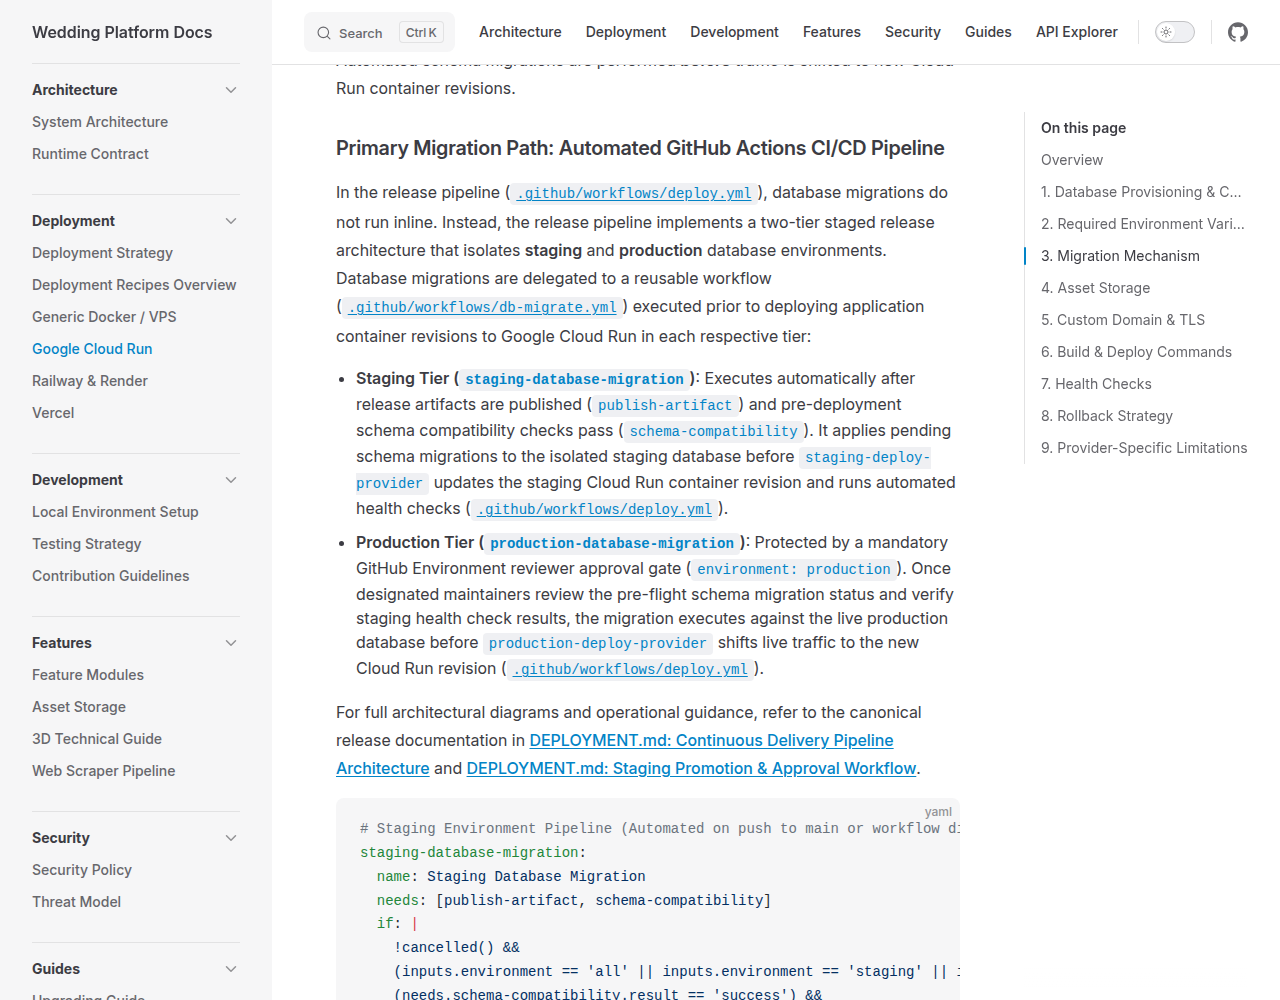 Wedding Platform Docs
Search
Ctrl K
Architecture
Deployment
Development
Features
Security
Guides
API Explorer
Architecture
System Architecture
Runtime Contract
Deployment
Deployment Strategy
Deployment Recipes Overview
Generic Docker / VPS
Google Cloud Run
Railway & Render
Vercel
Development
Local Environment Setup
Testing Strategy
Contribution Guidelines
Features
Feature Modules
Asset Storage
3D Technical Guide
Web Scraper Pipeline
Security
Security Policy
Threat Model
Guides
Upgrading Guide
Automated schema migrations are performed before traffic is shifted to new Cloud
Run container revisions.
Primary Migration Path: Automated GitHub Actions CI/CD Pipeline
In the release pipeline (.github/workflows/deploy.yml), database migrations do
not run inline. Instead, the release pipeline implements a two-tier staged release
architecture that isolates staging and production database environments.
Database migrations are delegated to a reusable workflow
(.github/workflows/db-migrate.yml) executed prior to deploying application
container revisions to Google Cloud Run in each respective tier:
• Staging Tier (staging-database-migration): Executes automatically after
release artifacts are published (publish-artifact) and pre-deployment
schema compatibility checks pass (schema-compatibility). It applies pending
schema migrations to the isolated staging database before staging-deploy-
provider updates the staging Cloud Run container revision and runs automated
health checks (.github/workflows/deploy.yml).
• Production Tier (production-database-migration): Protected by a mandatory
GitHub Environment reviewer approval gate (environment: production). Once
designated maintainers review the pre-flight schema migration status and verify
staging health check results, the migration executes against the live production
database before production-deploy-provider shifts live traffic to the new
Cloud Run revision (.github/workflows/deploy.yml).
For full architectural diagrams and operational guidance, refer to the canonical
release documentation in DEPLOYMENT.md: Continuous Delivery Pipeline
Architecture and DEPLOYMENT.md: Staging Promotion & Approval Workflow.
yaml
# Staging Environment Pipeline (Automated on push to main or workflow di
staging-database-migration:
name: Staging Database Migration
needs: [publish-artifact, schema-compatibility]
if: |
!cancelled() &&
(inputs.environment == 'all' || inputs.environment == 'staging' || i
(needs.schema-compatibility.result == 'success') &&
On this page
Overview
1. Database Provisioning & C...
2. Required Environment Vari...
3. Migration Mechanism
4. Asset Storage
5. Custom Domain & TLS
6. Build & Deploy Commands
7. Health Checks
8. Rollback Strategy
9. Provider-Specific Limitations